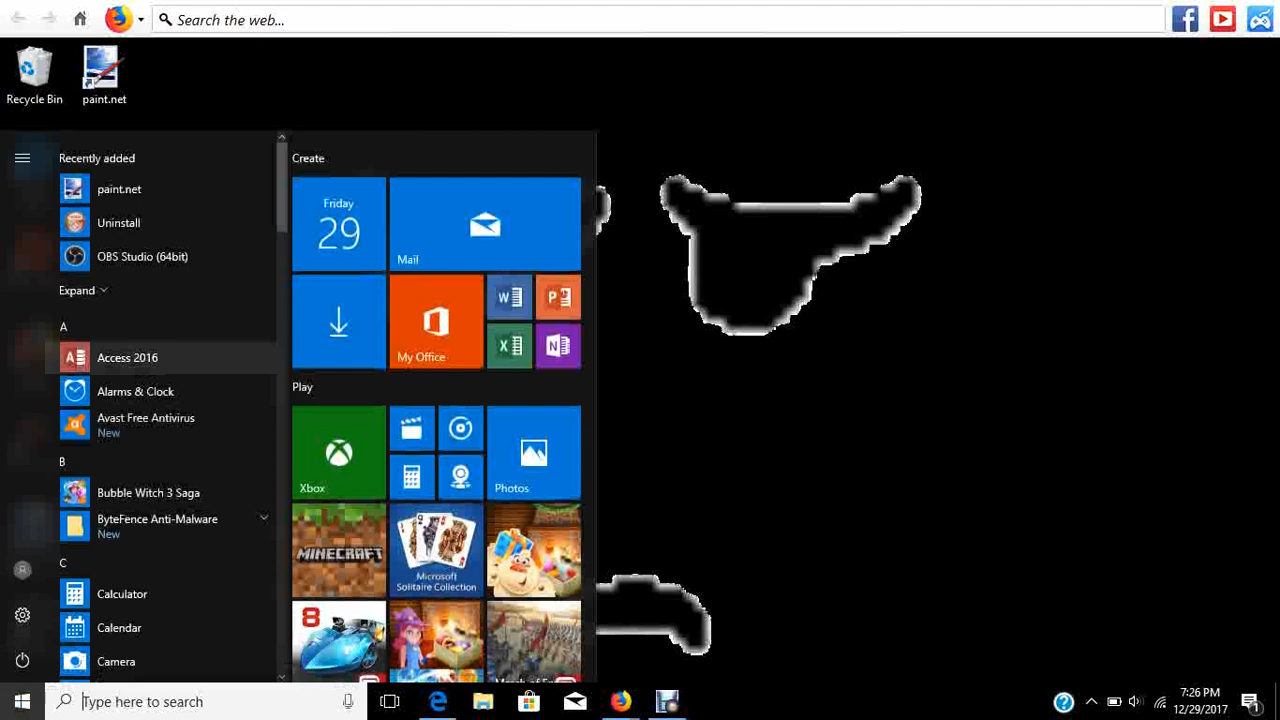 Search the web...
Recycle Bin
paint.net
Recently added
paint.net
Uninstall
OBS Studio (64bit)
Expand
A
Access 2016
Alarms & Clock
Avast Free Antivirus
New
B
Bubble Witch 3 Saga
ByteFence Anti-Malware
New
C
Calculator
Calendar
Camera
Create
Friday
29
Mail
My Office
Play
Xbox
Photos
MINECRAFT
Microsoft
Solitaire Collection
8
Type here to search
7:26 PM
12/29/2017
1